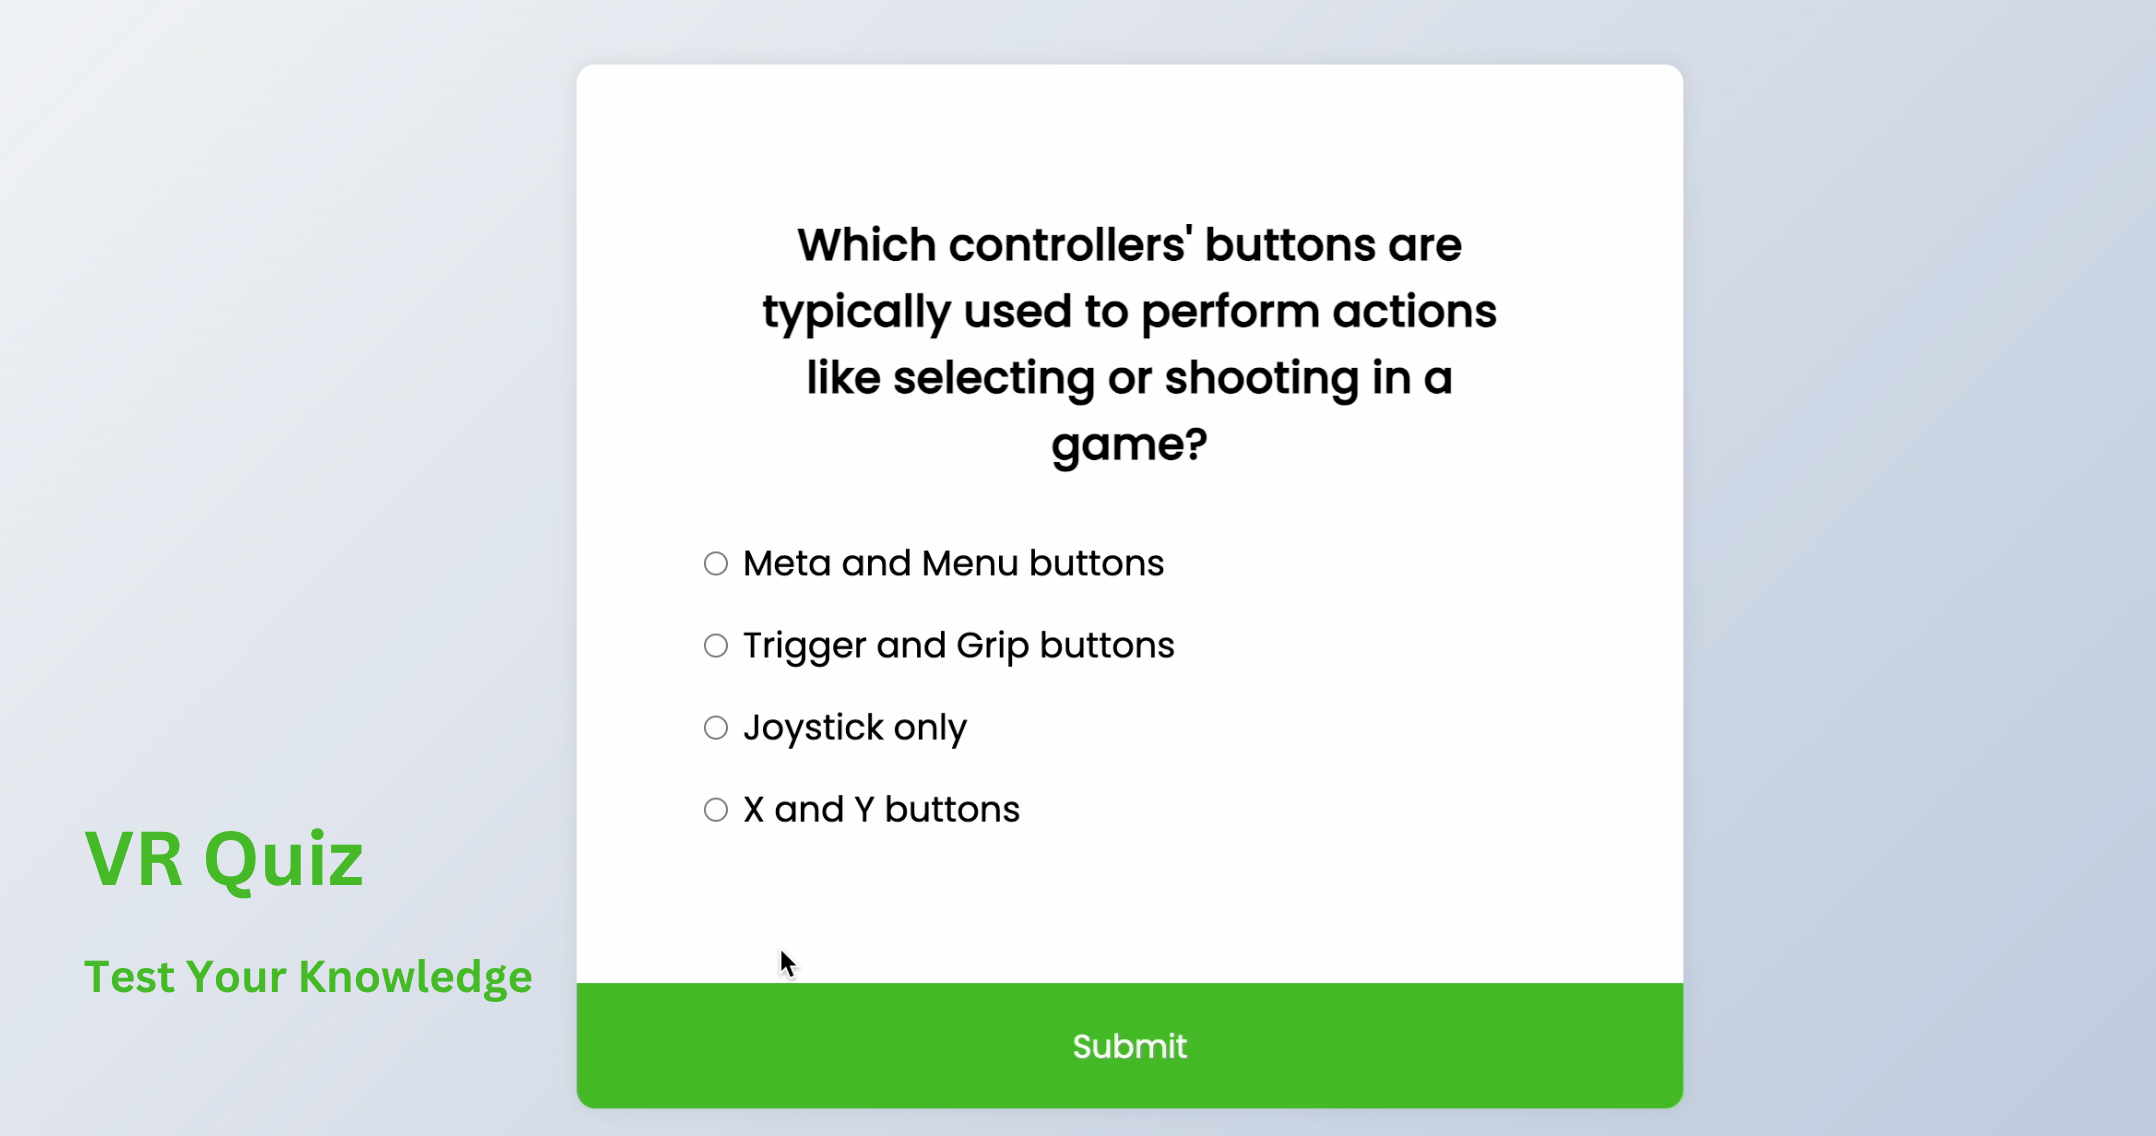 Which controllers' buttons are
typically used to perform actions
like selecting or shooting in a
game?
Meta and Menu buttons
Trigger and Grip buttons
Joystick only
X and Y buttons
VR Quiz
Test Your Knowledge
Submit